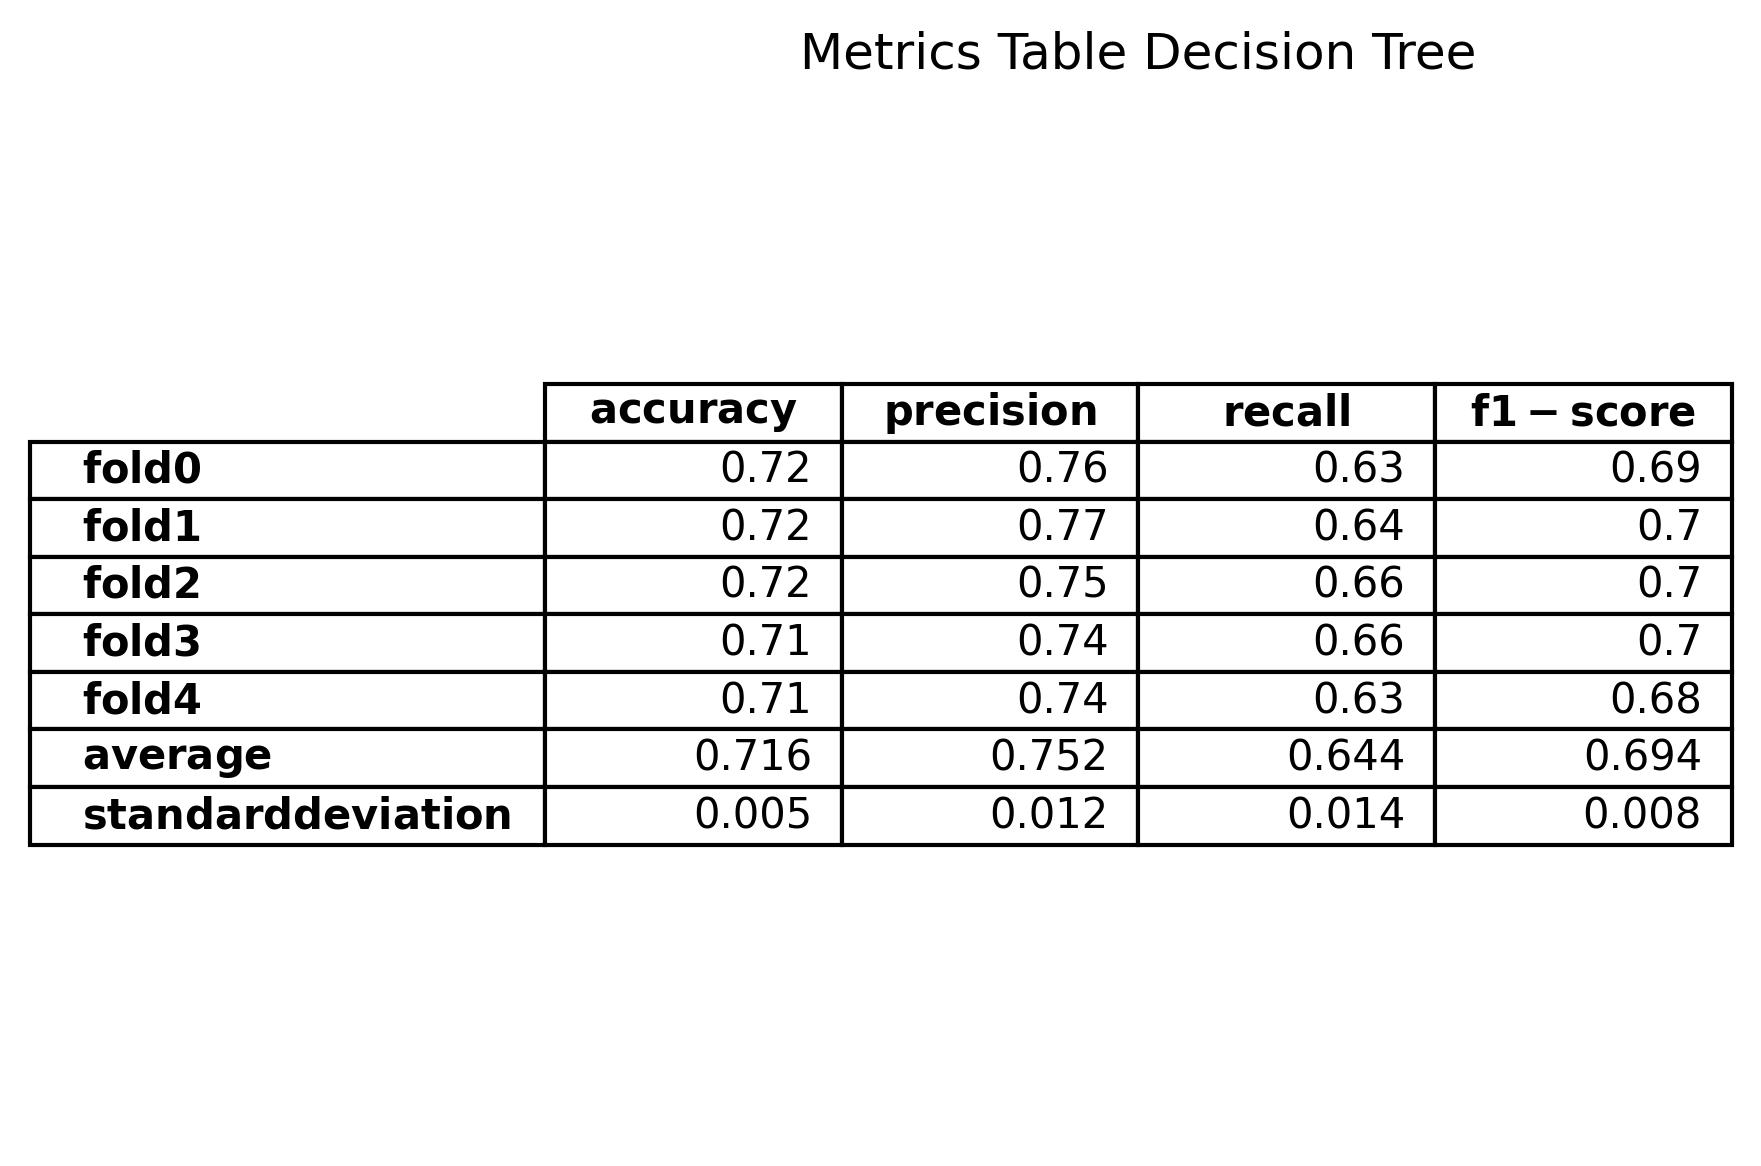 Metrics Table Decision Tree
accuracy precision recall f1 − score
fold0 0.72 0.76 0.63 0.69
fold1 0.72 0.77 0.64 0.7
fold2 0.72 0.75 0.66 0.7
fold3 0.71 0.74 0.66 0.7
fold4 0.71 0.74 0.63 0.68
average 0.716 0.752 0.644 0.694
standarddeviation 0.005 0.012 0.014 0.008